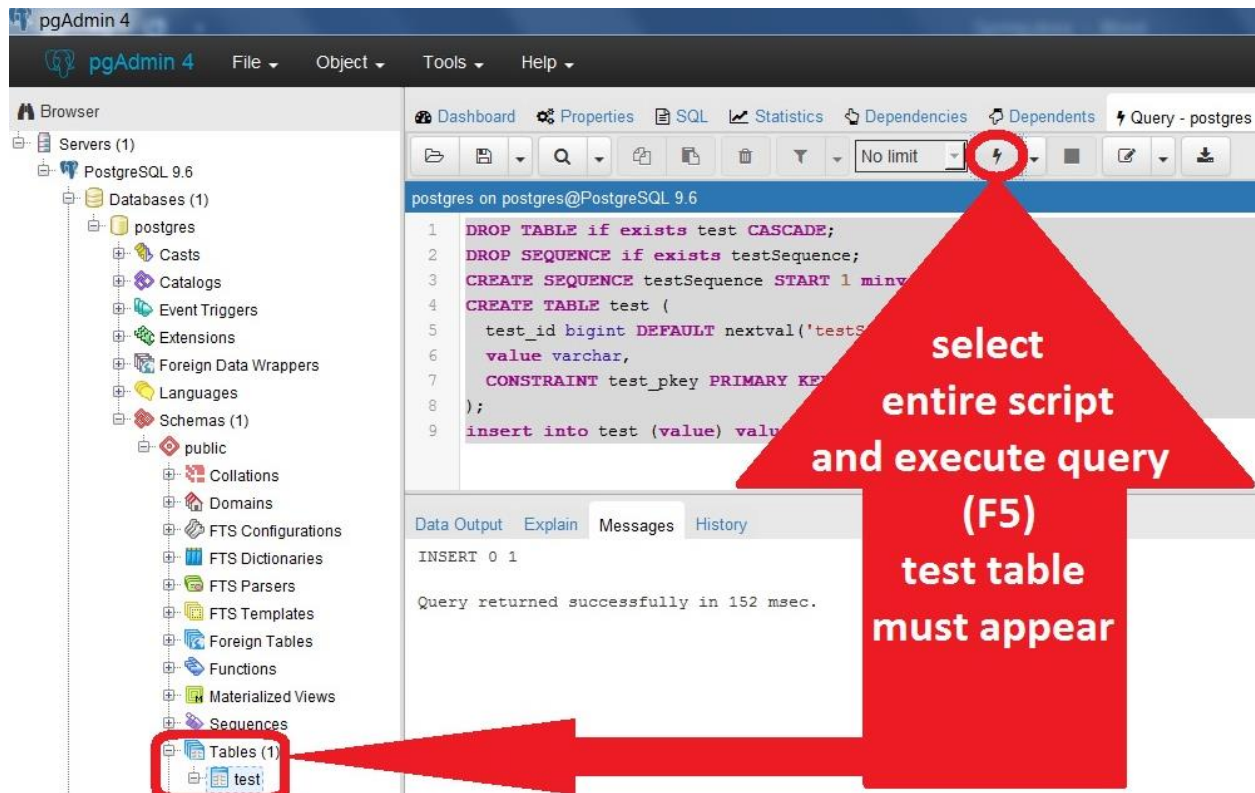 pgAdmin 4
pgAdmin 4 File Object Tools Help
Browser
Servers (1)
PostgreSQL 9.6
Databases (1)
postgres
Casts
Catalogs
Event Triggers
Extensions
Foreign Data Wrappers
Languages
Schemas (1)
public
Collations
Domains
FTS Configurations
FTS Dictionaries
FTS Parsers
FTS Templates
Foreign Tables
Functions
Materialized Views
Sequences
Tables (1)
test
Dashboard Properties SQL Statistics Dependencies Dependents Query - postgres
No limit
postgres on postgres@PostgreSQL 9.6
1 DROP TABLE if exists test CASCADE;
2 DROP SEQUENCE if exists testSequence;
3 CREATE SEQUENCE testSequence START 1
4 CREATE TABLE test (
5 test_id bigint DEFAULT
6 value varchar,
7 CONSTRAINT test_pkey PRIMARY
8 );
9 insert into test (value)
Data Output Explain Messages History
INSERT 0 1
Query returned successfully in 152 msec.
select
entire script
and execute query
(F5)
test table
must appear